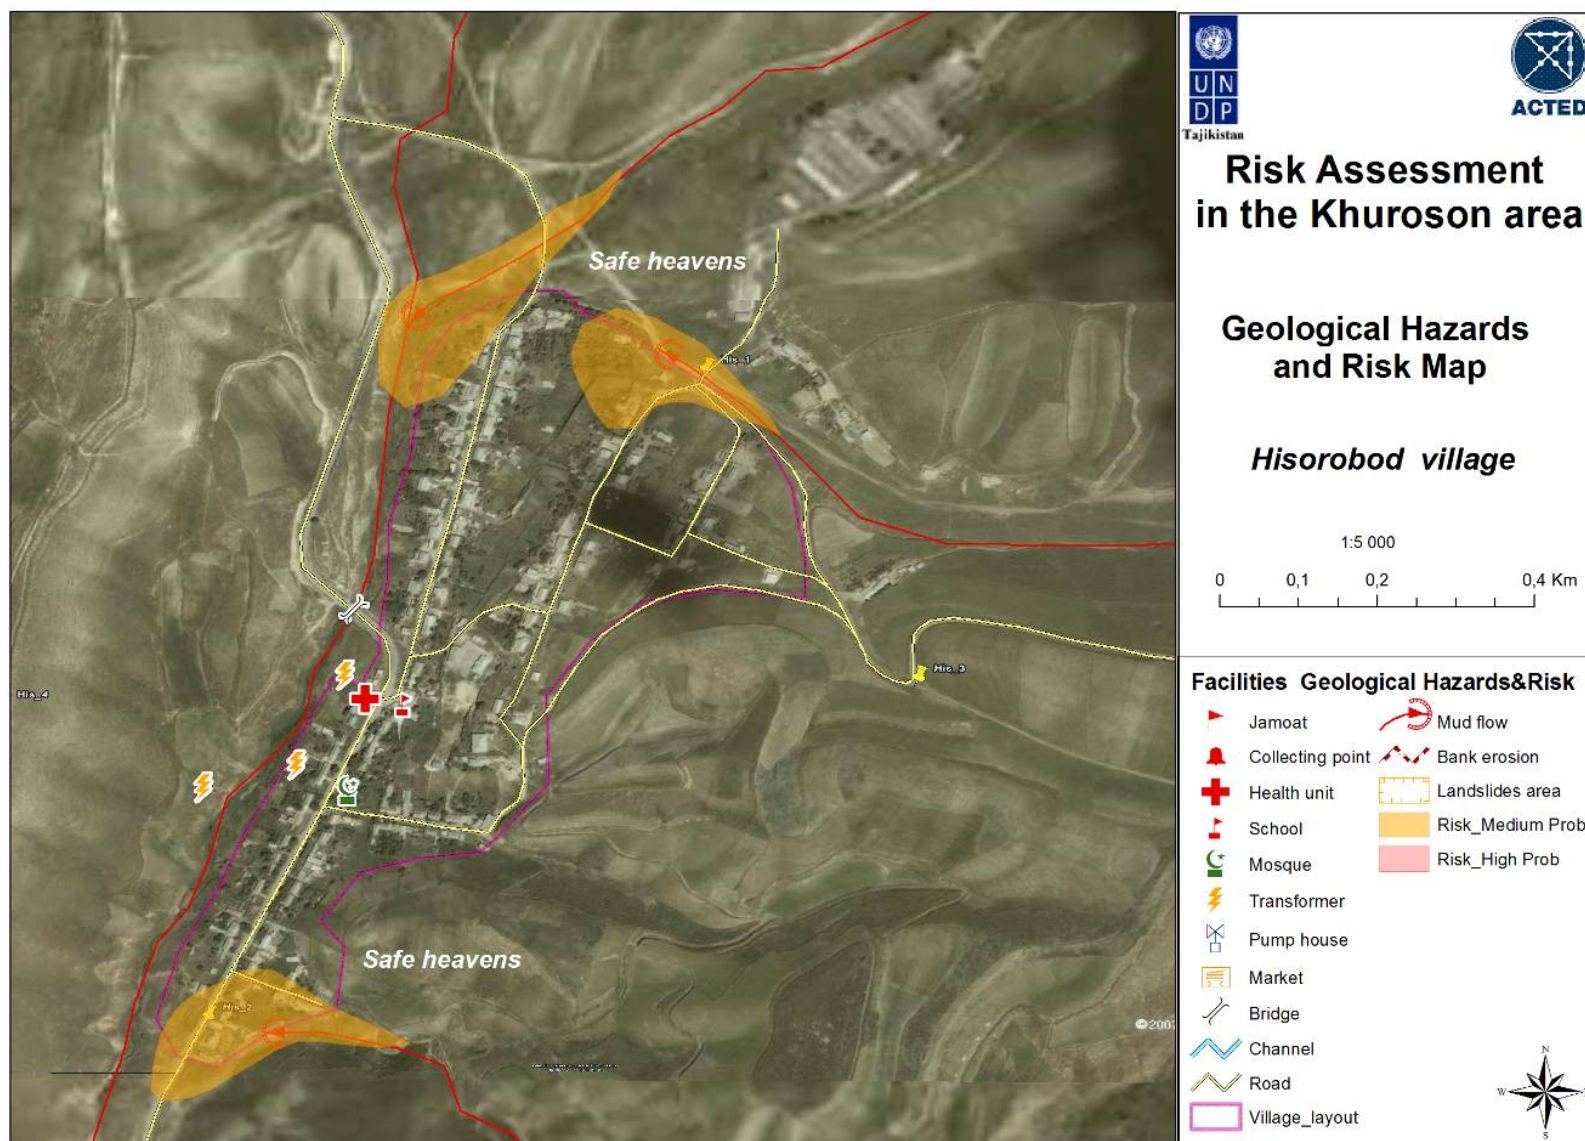 Safe heavens
His_1
His_3
His_4
Safe heavens
His_2
©2007
U N
D P
Tajikistan
ACTED
Risk Assessment
in the Khuroson area
Geological Hazards
and Risk Map
Hisorobod village
1:5 000
0 0,1 0,2 0,4 Km
Facilities Geological Hazards&Risk
Jamoat
Mud flow
Collecting point
Bank erosion
Health unit
Landslides area
School
Risk_Medium Prob
Mosque
Risk_High Prob
Transformer
Pump house
Market
Bridge
Channel
Road
Village_layout
N
W
S